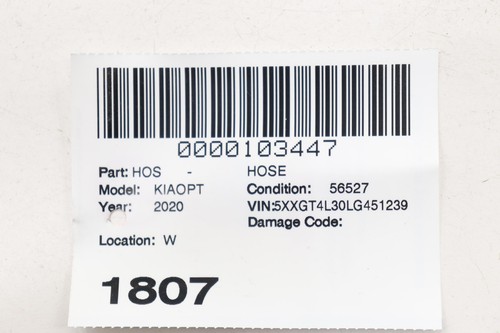 0000103447
Part: HOS - HOSE
Model: KIAOPT Condition: 56527
Year: 2020 VIN:5XXGT4L30LG451239
Damage Code:
Location: W
1807